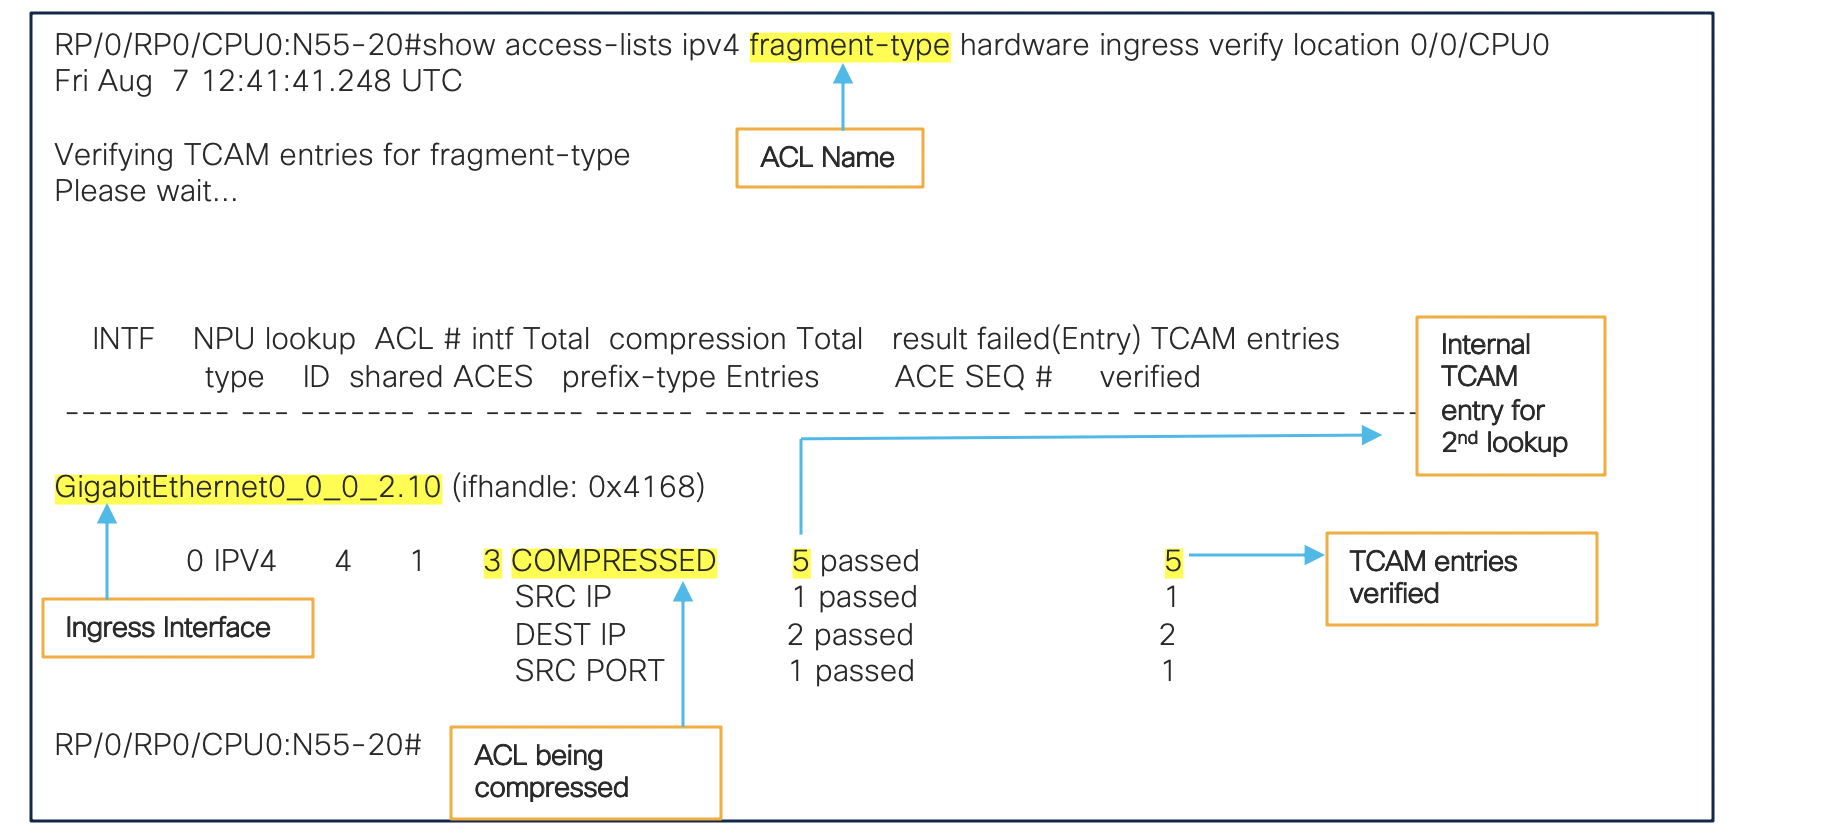 RP/0/RP0/CPU0:N55-20#show access-lists ipv4 fragment-type hardware ingress verify location 0/0/CPU0
Fri Aug  7 12:41:41.248 UTC
ACL Name
Verifying TCAM entries for fragment-type
Please wait...
INTF NPU lookup ACL # intf Total compression Total result failed(Entry) TCAM entries
type ID shared ACES prefix-type Entries ACE SEQ # verified
---------- --- ------- --- ------ ------ ----------- ------- ------ ------------- ----
Internal
TCAM
entry for
2nd lookup
GigabitEthernet0_0_0_2.10 (ifhandle: 0x4168)
0 IPV4 4 1 3 COMPRESSED 5 passed 5
TCAM entries
verified
SRC IP 1 passed 1
Ingress Interface
DEST IP 2 passed 2
SRC PORT 1 passed 1
RP/0/RP0/CPU0:N55-20#
ACL being
compressed